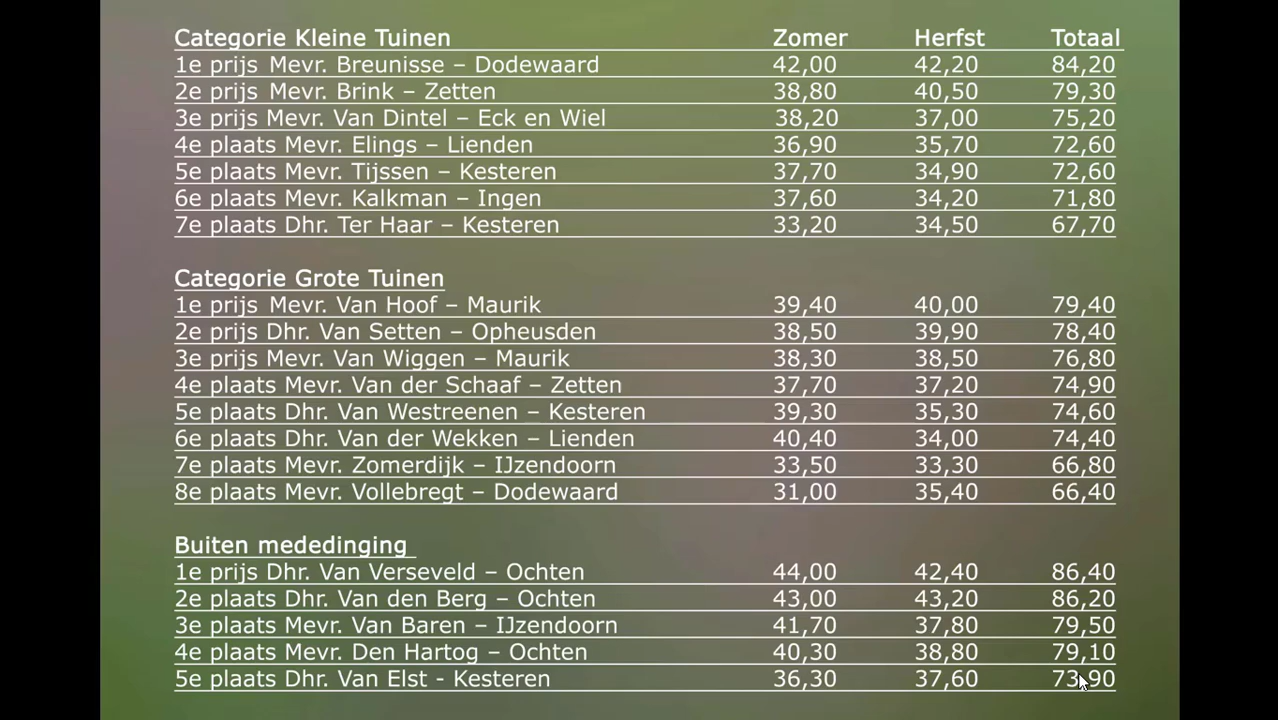 Categorie Kleine Tuinen Zomer Herfst Totaal
1e prijs Mevr. Breunisse – Dodewaard 42,00 42,20 84,20
2e prijs Mevr. Brink – Zetten 38,80 40,50 79,30
3e prijs Mevr. Van Dintel – Eck en Wiel 38,20 37,00 75,20
4e plaats Mevr. Elings – Lienden 36,90 35,70 72,60
5e plaats Mevr. Tijssen – Kesteren 37,70 34,90 72,60
6e plaats Mevr. Kalkman – Ingen 37,60 34,20 71,80
7e plaats Dhr. Ter Haar – Kesteren 33,20 34,50 67,70
Categorie Grote Tuinen
1e prijs Mevr. Van Hoof – Maurik 39,40 40,00 79,40
2e prijs Dhr. Van Setten – Opheusden 38,50 39,90 78,40
3e prijs Mevr. Van Wiggen – Maurik 38,30 38,50 76,80
4e plaats Mevr. Van der Schaaf – Zetten 37,70 37,20 74,90
5e plaats Dhr. Van Westreenen – Kesteren 39,30 35,30 74,60
6e plaats Dhr. Van der Wekken – Lienden 40,40 34,00 74,40
7e plaats Mevr. Zomerdijk – IJzendoorn 33,50 33,30 66,80
8e plaats Mevr. Vollebregt – Dodewaard 31,00 35,40 66,40
Buiten mededinging
1e prijs Dhr. Van Verseveld – Ochten 44,00 42,40 86,40
2e plaats Dhr. Van den Berg – Ochten 43,00 43,20 86,20
3e plaats Mevr. Van Baren – IJzendoorn 41,70 37,80 79,50
4e plaats Mevr. Den Hartog – Ochten 40,30 38,80 79,10
5e plaats Dhr. Van Elst - Kesteren 36,30 37,60 73,90